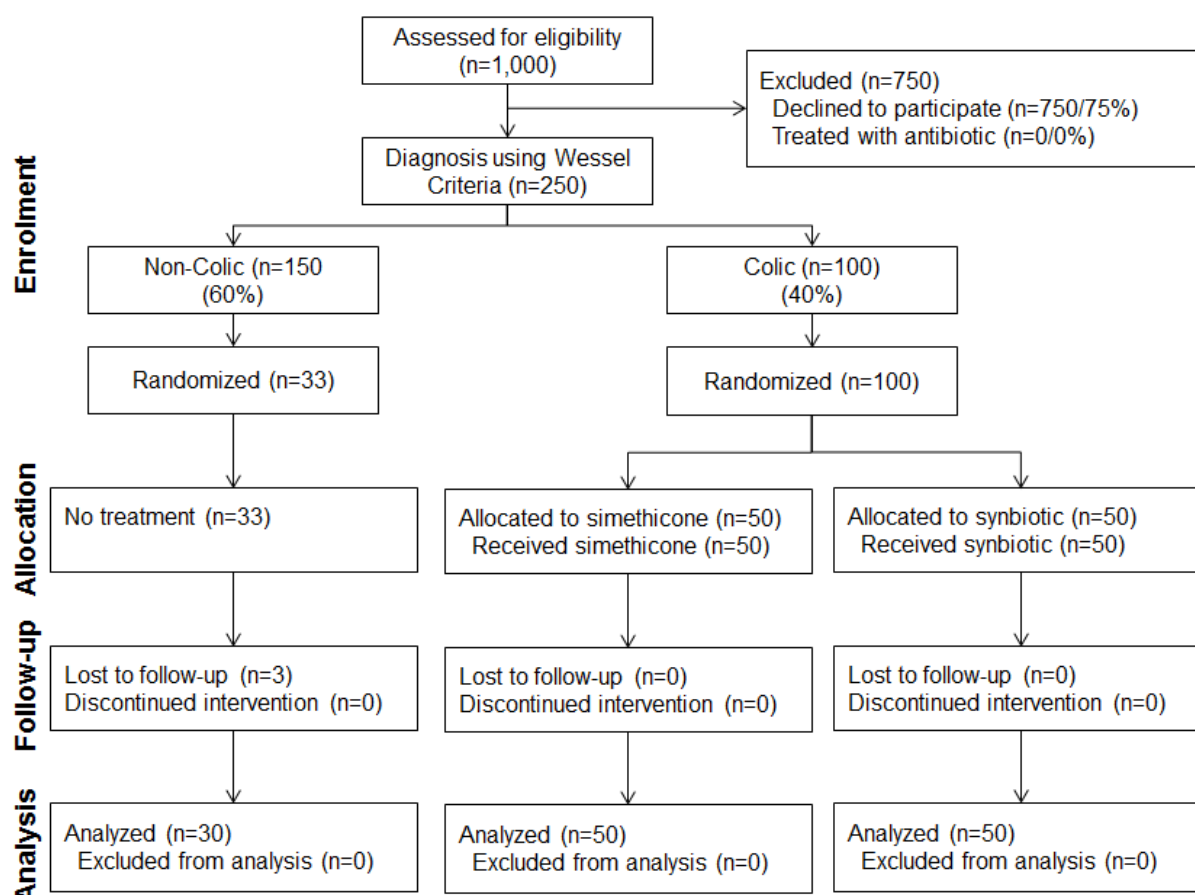 Assessed for eligibility
(n=1,000)
Excluded (n=750)
Declined to participate (n=750/75%)
Treated with antibiotic (n=0/0%)
Enrolment
Diagnosis using Wessel
Criteria (n=250)
Non-Colic (n=150
(60%)
Colic (n=100)
(40%)
Randomized (n=33)
Randomized (n=100)
Allocation
No treatment (n=33)
Allocated to simethicone (n=50)
Received simethicone (n=50)
Allocated to synbiotic (n=50)
Received synbiotic (n=50)
Follow-up
Lost to follow-up (n=3)
Discontinued intervention (n=0)
Lost to follow-up (n=0)
Discontinued intervention (n=0)
Lost to follow-up (n=0)
Discontinued intervention (n=0)
Analysis
Analyzed (n=30)
Excluded from analysis (n=0)
Analyzed (n=50)
Excluded from analysis (n=0)
Analyzed (n=50)
Excluded from analysis (n=0)